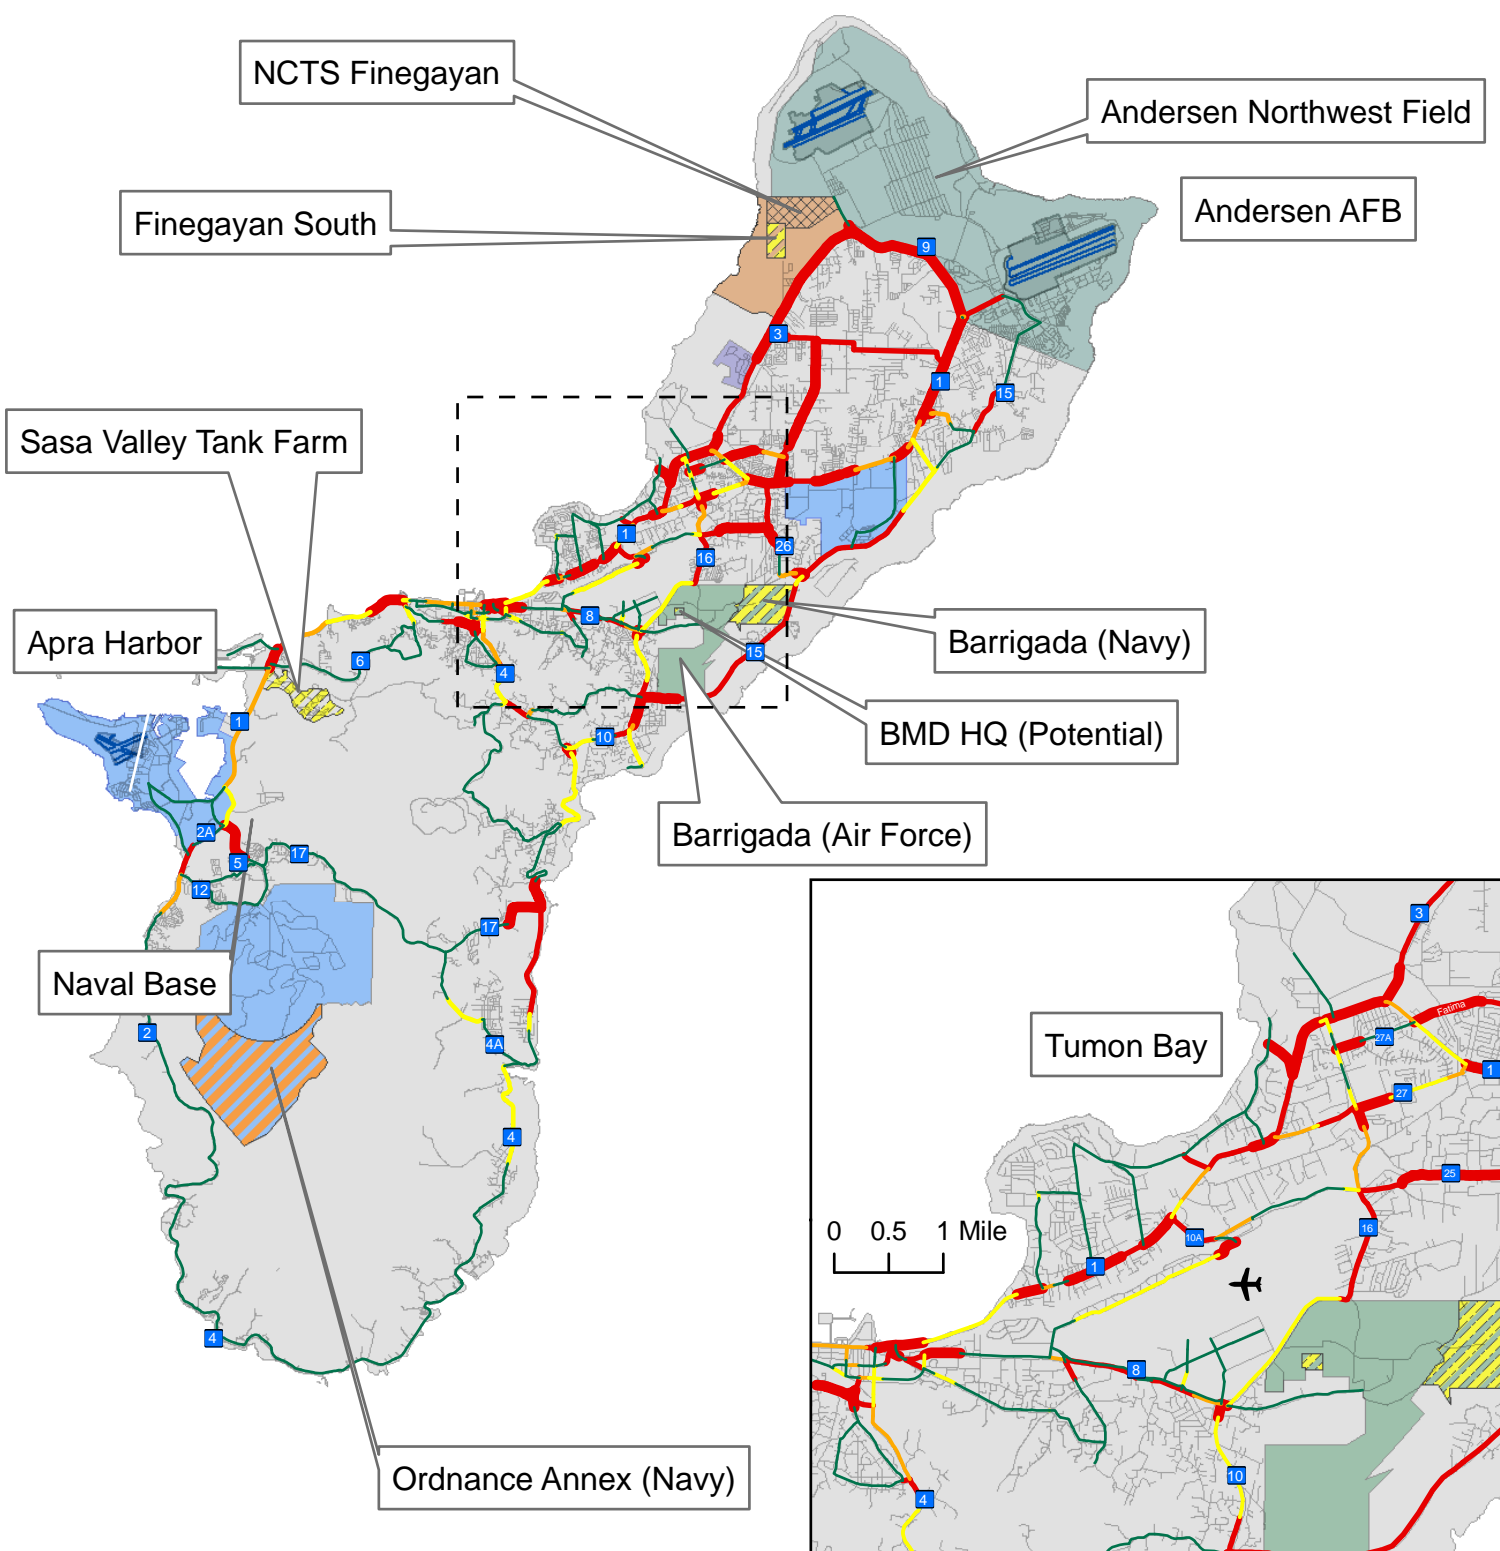 NCTS Finegayan
Andersen Northwest Field
Finegayan South
Andersen AFB
9
3
1
15
Sasa Valley Tank Farm
1
16
26
8
Apra Harbor
6
Barrigada (Navy)
4
15
1
10
BMD HQ (Potential)
2A
Barrigada (Air Force)
5
17
12
3
17
Naval Base
Fatima
2
4A
Tumon Bay
27A
1
27
4
25
0 0.5 1 Mile
16
10A
1
4
8
Ordnance Annex (Navy)
10
4